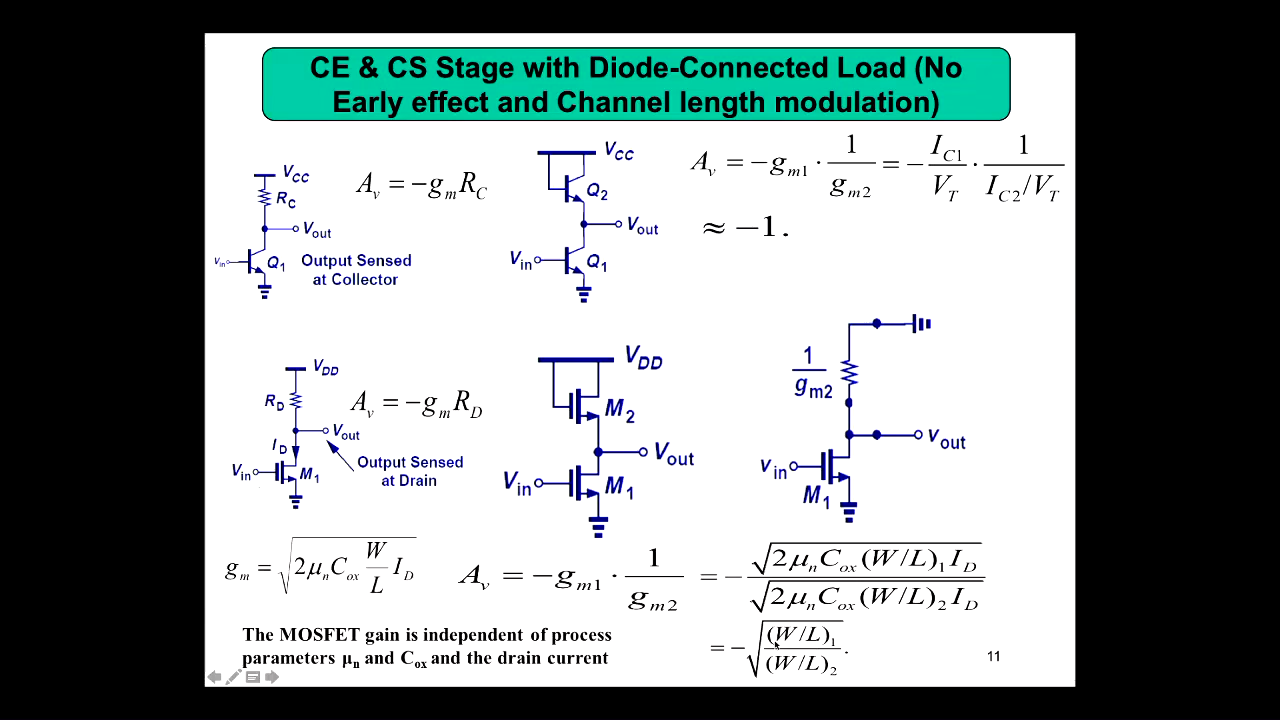 CE & CS Stage with Diode-Connected Load (No
Early effect and Channel length modulation)
V_CC
R_C
V_out
V_in
Q_1
A_v = −g_m R_C
Output Sensed
at Collector
V_CC
Q_2
V_out
V_in
Q_1
A_v = −g_m1 · 1/g_m2 = − I_C1/V_T · 1/(I_C2/V_T)
≈ −1.
V_DD
R_D
V_out
I_D
V_in
M_1
A_v = −g_m R_D
Output Sensed
at Drain
V_DD
M_2
V_out
V_in
M_1
1/g_m2
V_out
V_in
M_1
g_m = √(2μ_n C_ox W/L I_D)
A_v = −g_m1 · 1/g_m2 = − √(2μ_n C_ox (W/L)_1 I_D) / √(2μ_n C_ox (W/L)_2 I_D)
= −√((W/L)_1/(W/L)_2).
The MOSFET gain is independent of process
parameters μ_n and C_ox and the drain current
11